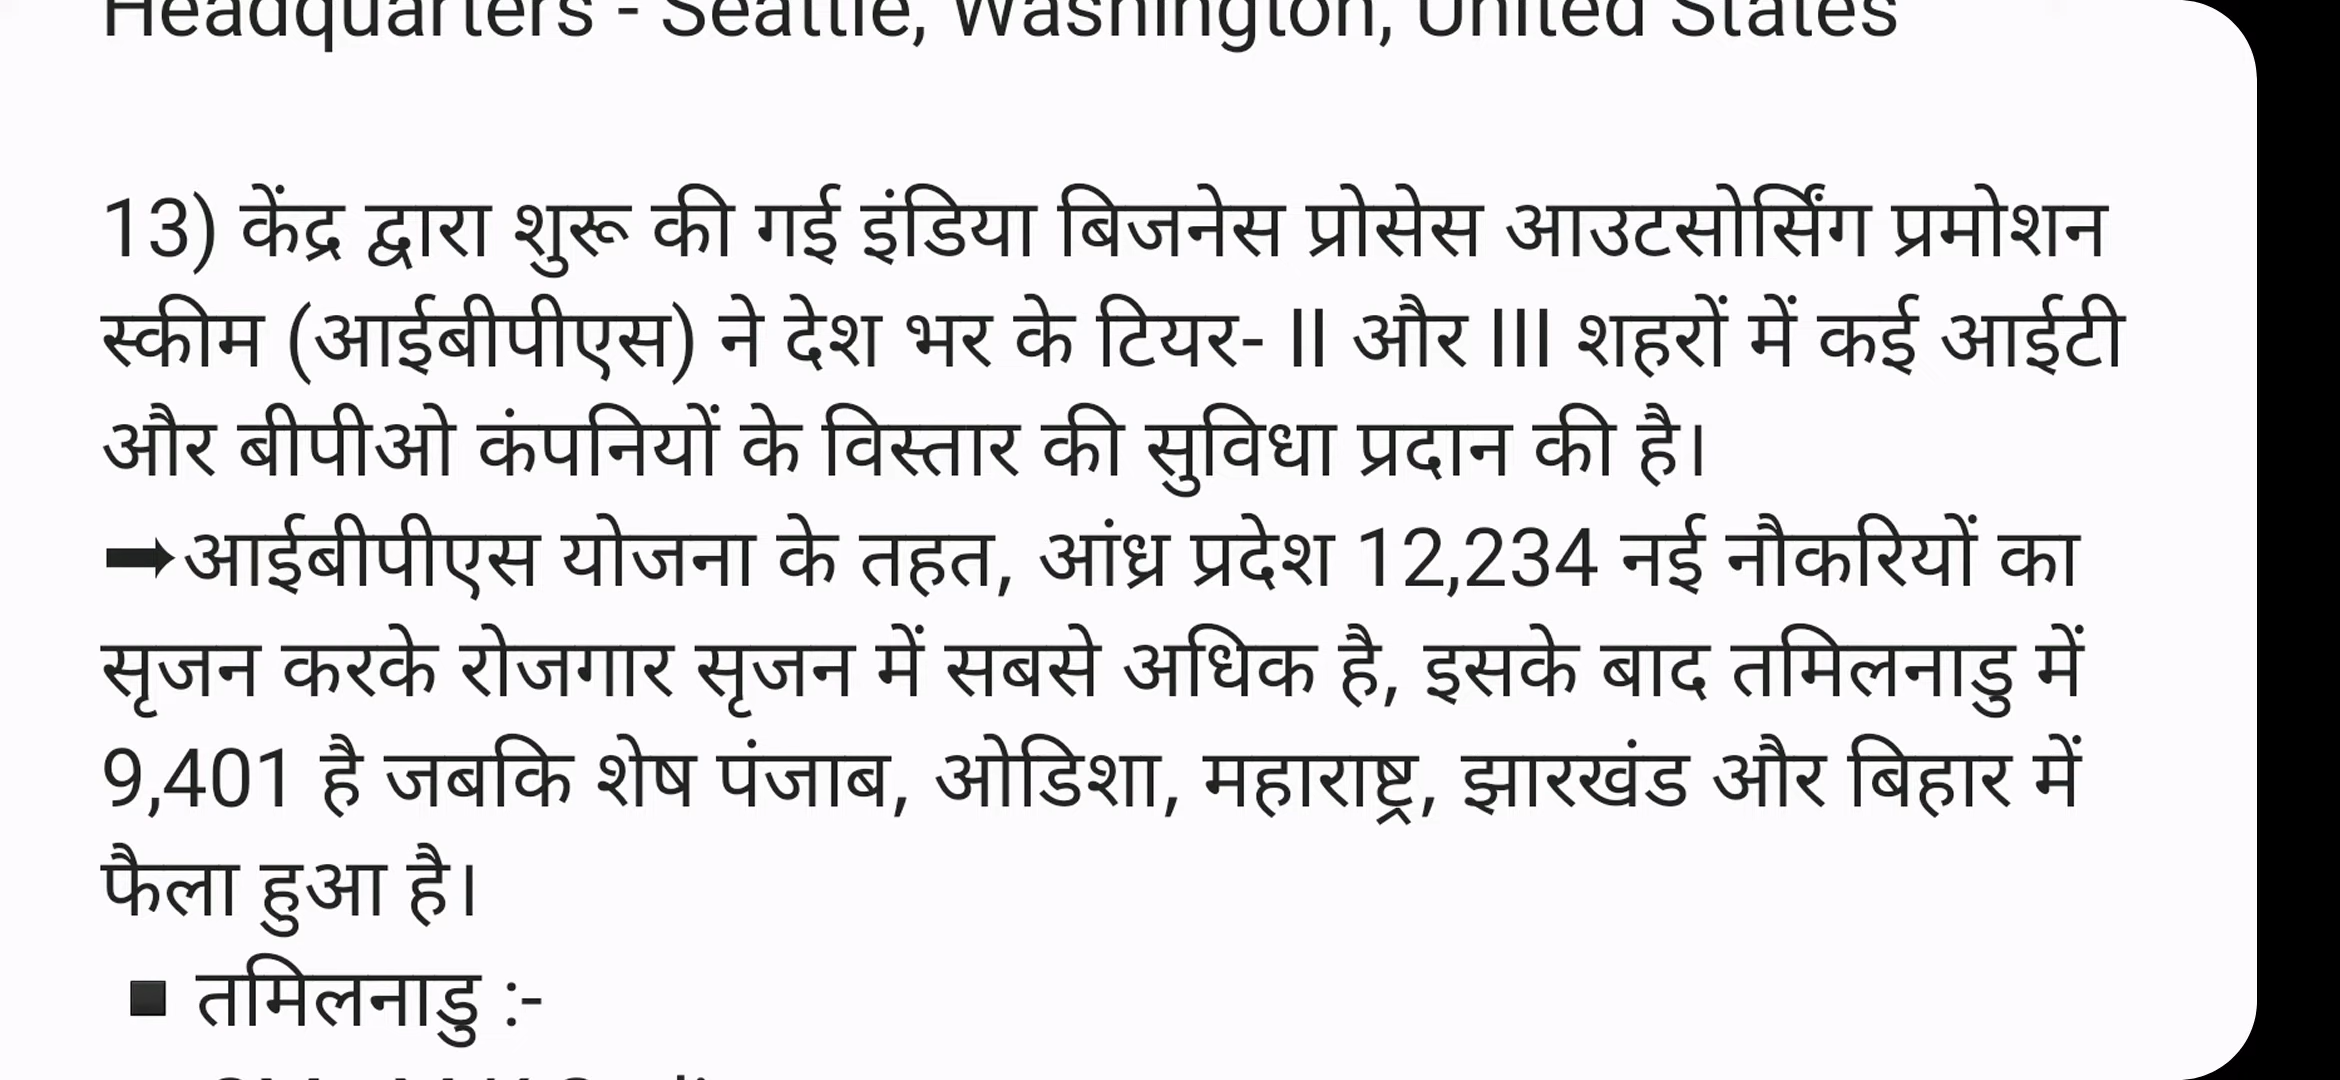 Headquarters - Seattle, Washington, United States
13) केंद्र द्वारा शुरू की गई इंडिया बिजनेस प्रोसेस आउटसोर्सिंग प्रमोशन
स्कीम (आईबीपीएस) ने देश भर के टियर- II और III शहरों में कई आईटी
और बीपीओ कंपनियों के विस्तार की सुविधा प्रदान की है।
➡आईबीपीएस योजना के तहत, आंध्र प्रदेश 12,234 नई नौकरियों का
सृजन करके रोजगार सृजन में सबसे अधिक है, इसके बाद तमिलनाडु में
9,401 है जबकि शेष पंजाब, ओडिशा, महाराष्ट्र, झारखंड और बिहार में
फैला हुआ है।
▪ तमिलनाडु :-